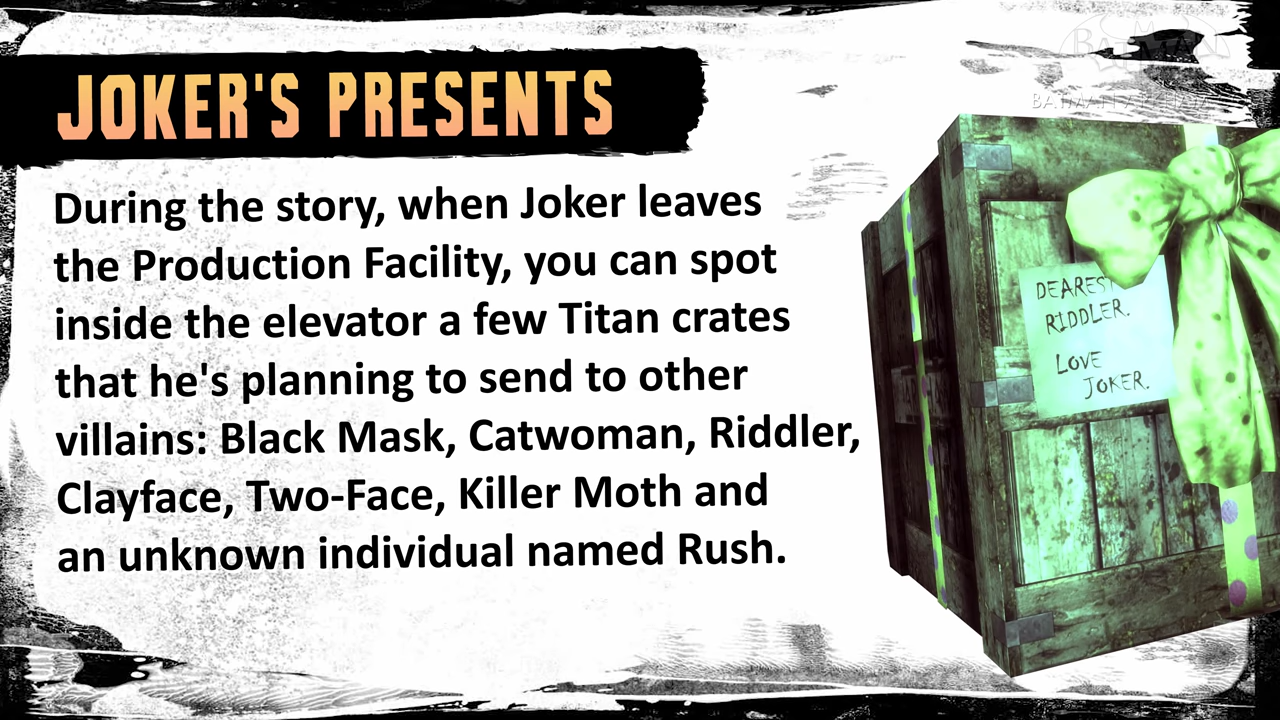 JOKER'S PRESENTS
During the story, when Joker leaves
the Production Facility, you can spot
inside the elevator a few Titan crates
that he's planning to send to other
villains: Black Mask, Catwoman, Riddler,
Clayface, Two-Face, Killer Moth and
an unknown individual named Rush.
BATMAN
DEAREST
RIDDLER.
LOVE
JOKER.